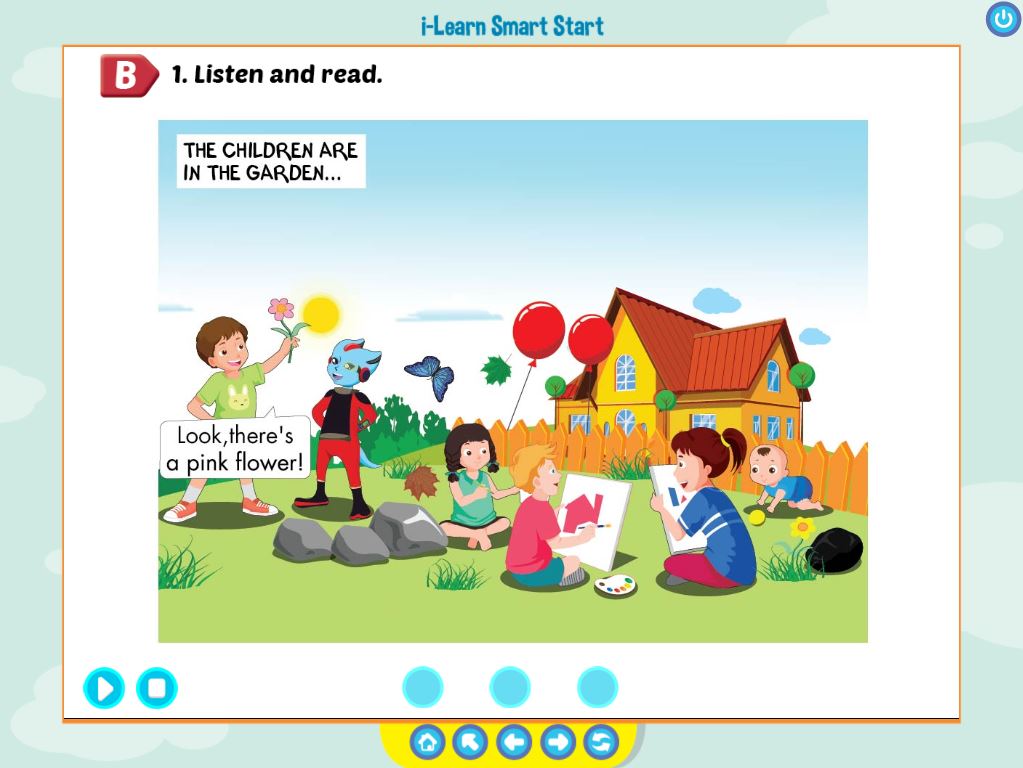 i-Learn Smart Start
B 1. Listen and read.
THE CHILDREN ARE
IN THE GARDEN...
Look,there's
a pink flower!